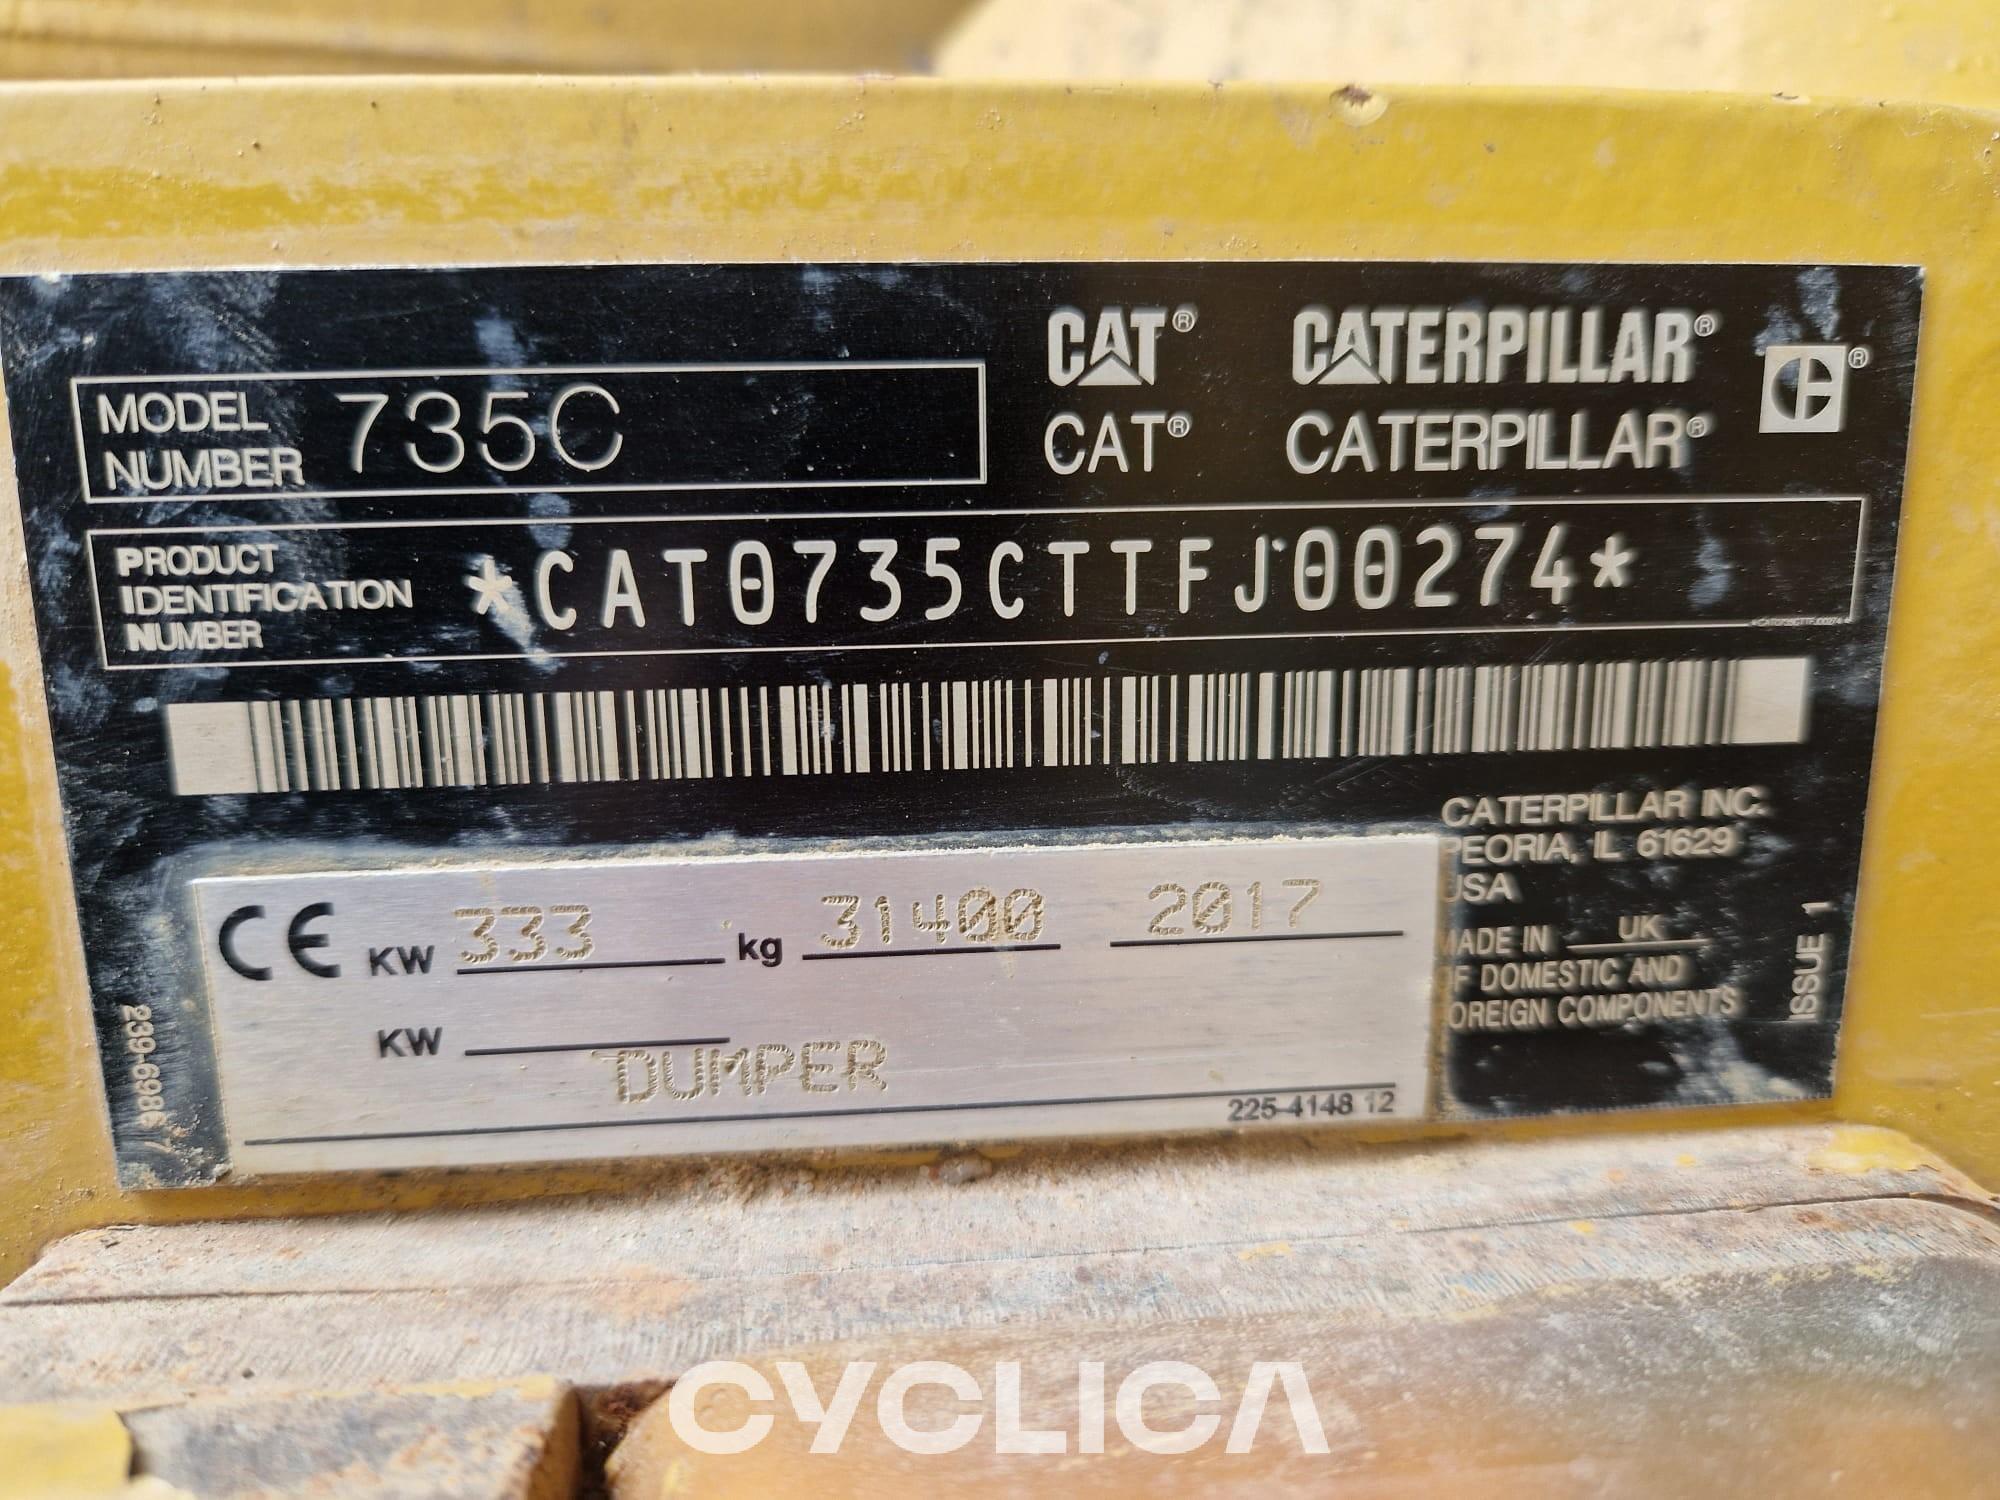 CAT® CATERPILLAR®
MODEL NUMBER 735C
CAT® CATERPILLAR®
PRODUCT IDENTIFICATION NUMBER *CAT0735CTTFJ00274*
*CAT0735CTTFJ00274*
CATERPILLAR INC.
PEORIA, IL 61629
USA
MADE IN UK
OF DOMESTIC AND
FOREIGN COMPONENTS
ISSUE 1
CE KW 333 kg 31400 2017
KW
DUMPER
225-4148 12
239-6986 7
CYCLICA